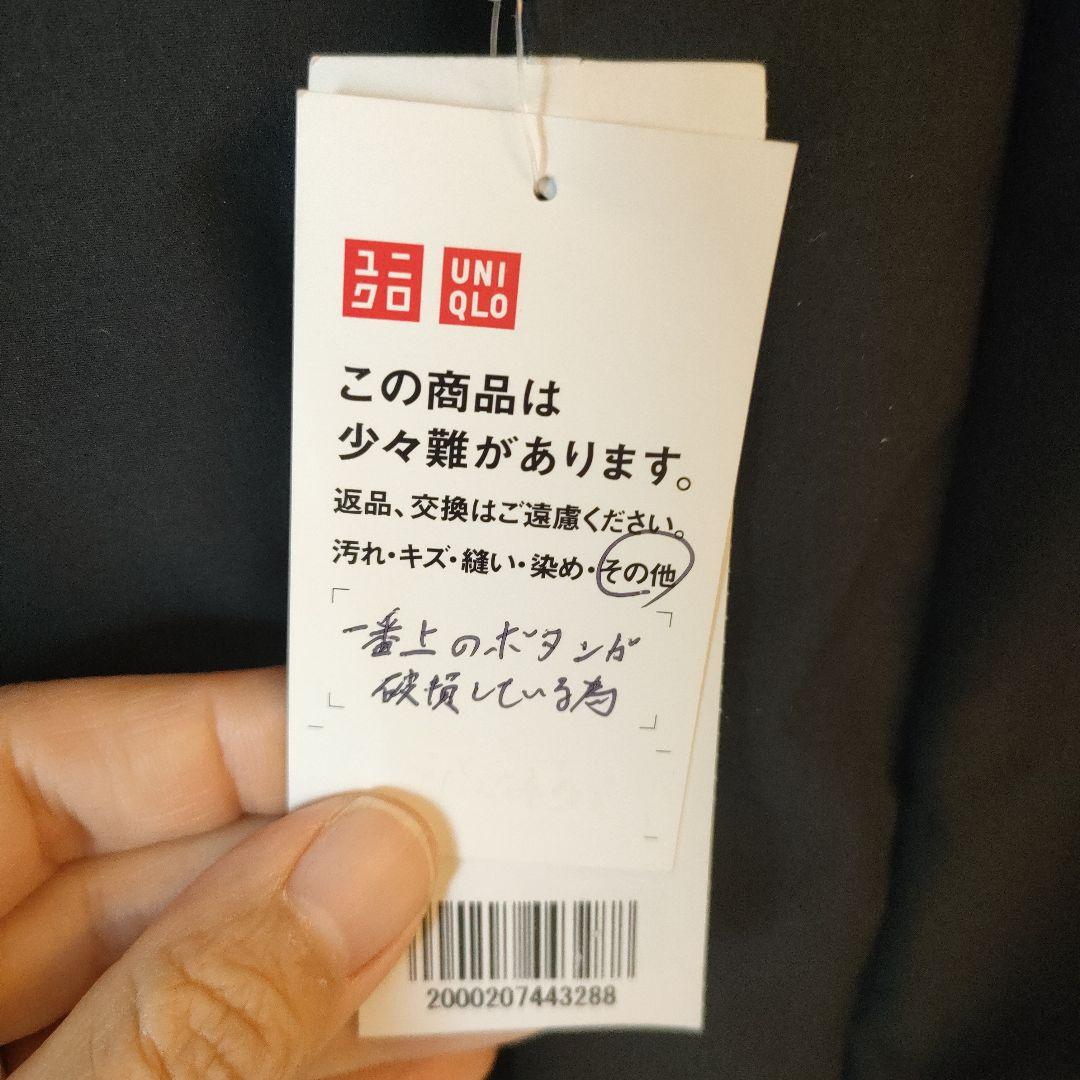 ユニ
クロ
UNI
QLO
この商品は
少々難があります。
返品、交換はご遠慮ください。
汚れ・キズ・縫い・染め・その他
一番上のボタンが
破損している為
2000207443288